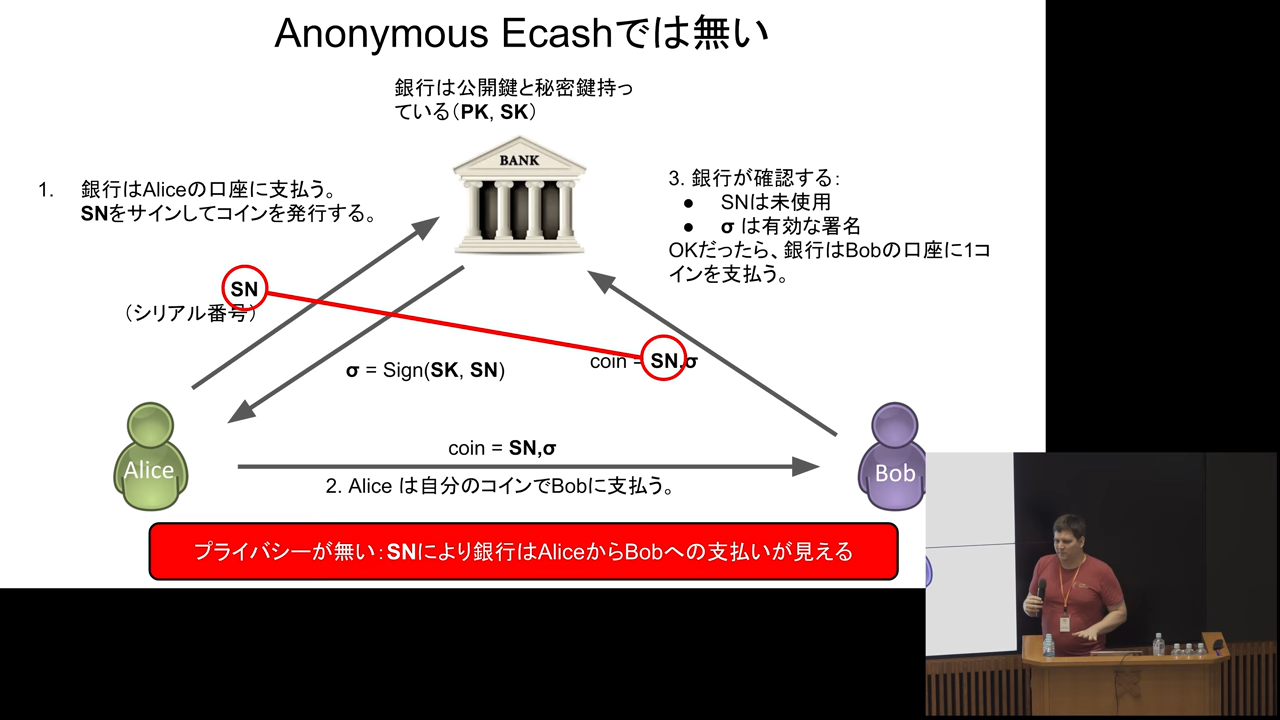 Anonymous Ecashでは無い
銀行は公開鍵と秘密鍵持っ
ている（PK, SK）
BANK
1. 銀行はAliceの口座に支払う。
SNをサインしてコインを発行する。
3. 銀行が確認する:
● SNは未使用
● σ は有効な署名
OKだったら、銀行はBobの口座に1コ
インを支払う。
SN
（シリアル番号）
σ = Sign(SK, SN)
coin = SN,σ
Alice
coin = SN,σ
2. Alice は自分のコインでBobに支払う。
Bob
プライバシーが無い：SNにより銀行はAliceからBobへの支払いが見える